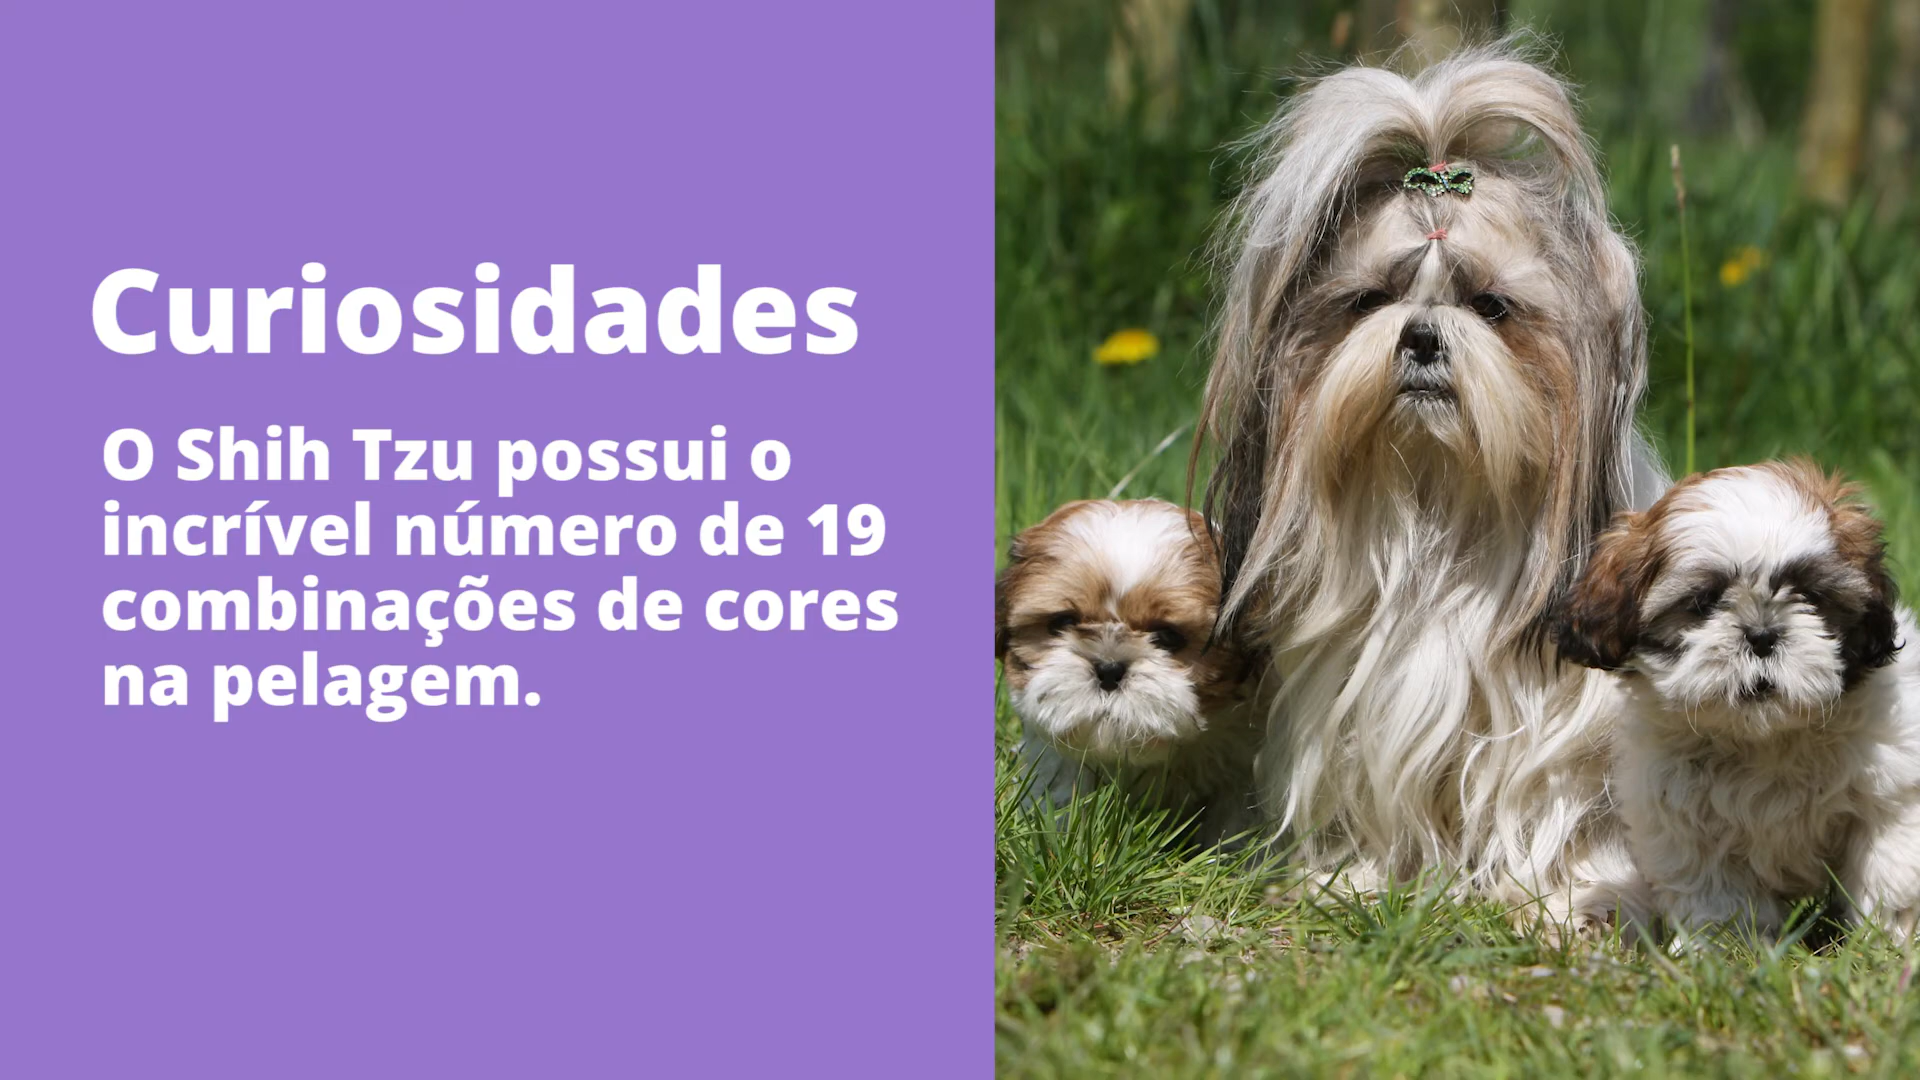 Curiosidades
O Shih Tzu possui o
incrível número de 19
combinações de cores
na pelagem.